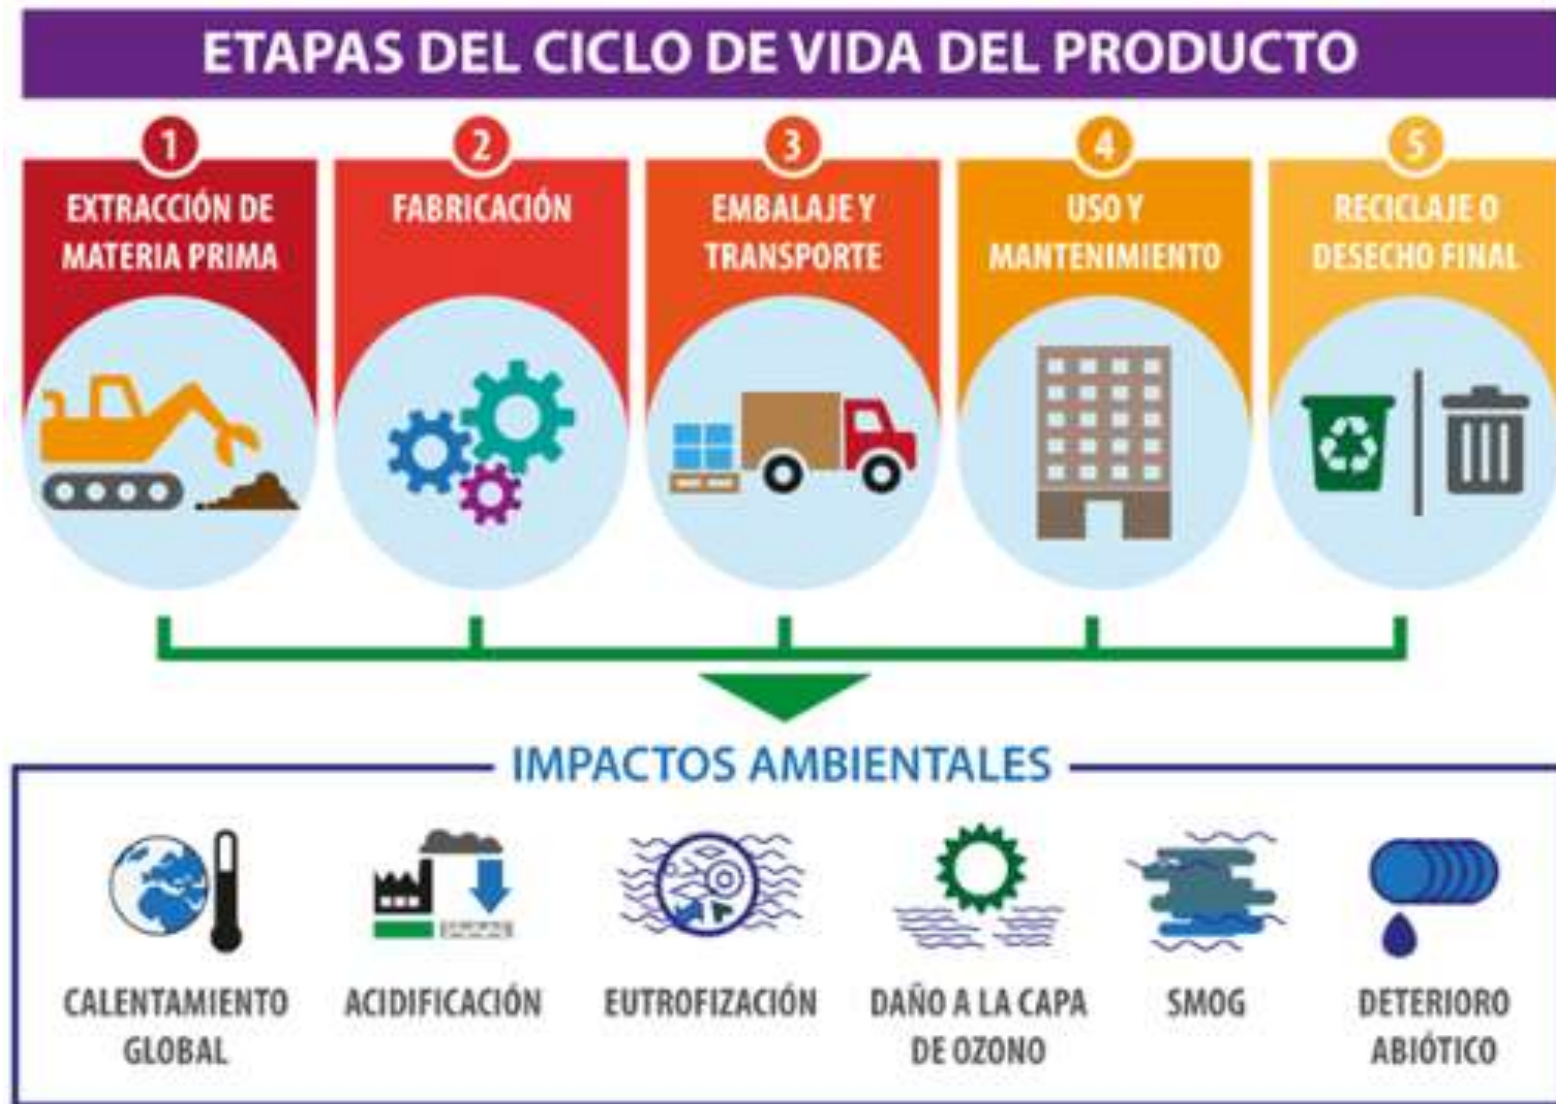 ETAPAS DEL CICLO DE VIDA DEL PRODUCTO
1
EXTRACCIÓN DE
MATERIA PRIMA
2
FABRICACIÓN
3
EMBALAJE Y
TRANSPORTE
4
USO Y
MANTENIMIENTO
5
RECICLAJE O
DESECHO FINAL
IMPACTOS AMBIENTALES
CALENTAMIENTO
GLOBAL
ACIDIFICACIÓN
EUTROFIZACIÓN
DAÑO A LA CAPA
DE OZONO
SMOG
DETERIORO
ABIÓTICO